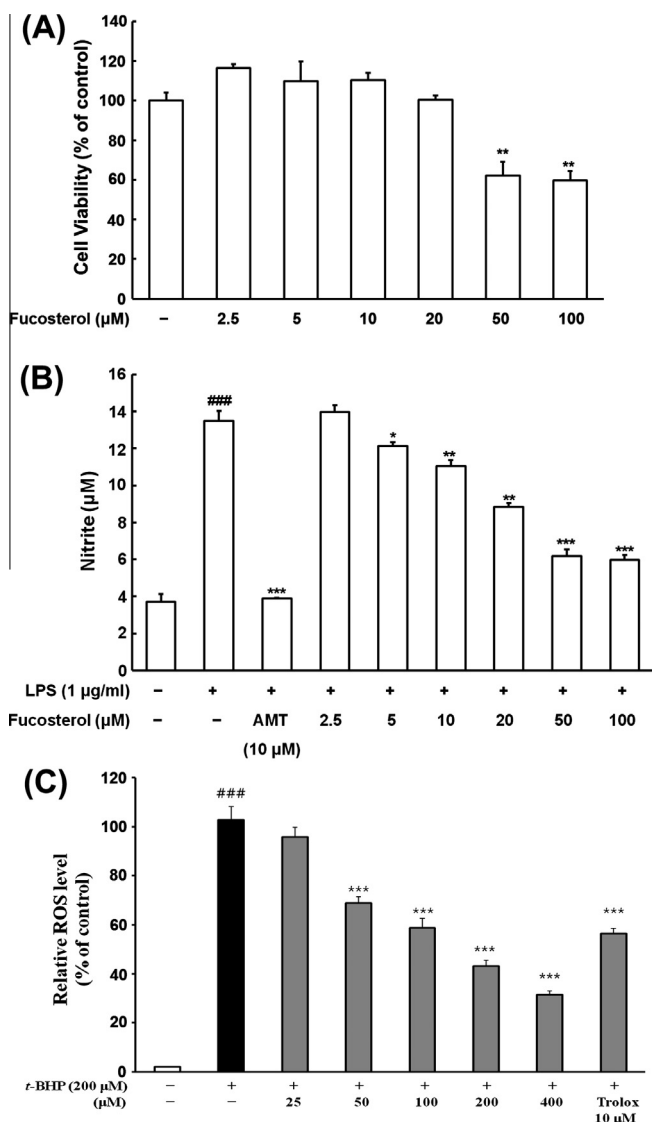 (A)
140
120
100
80
60
40
20
0
Cell Viability (% of control)
**
**
Fucosterol (µM)
– 2.5 5 10 20 50 100
(B)
16
14
12
10
8
6
4
2
0
Nitrite (µM)
###
***
*
**
**
***
***
LPS (1 µg/ml) – + + + + + + + +
Fucosterol (µM) – – AMT 2.5 5 10 20 50 100
(10 µM)
(C)
120
100
80
60
40
20
0
Relative ROS level
(% of control)
###
***
***
***
***
***
t-BHP (200 µM) – + + + + + + +
(µM) – – 25 50 100 200 400 Trolox
10 µM